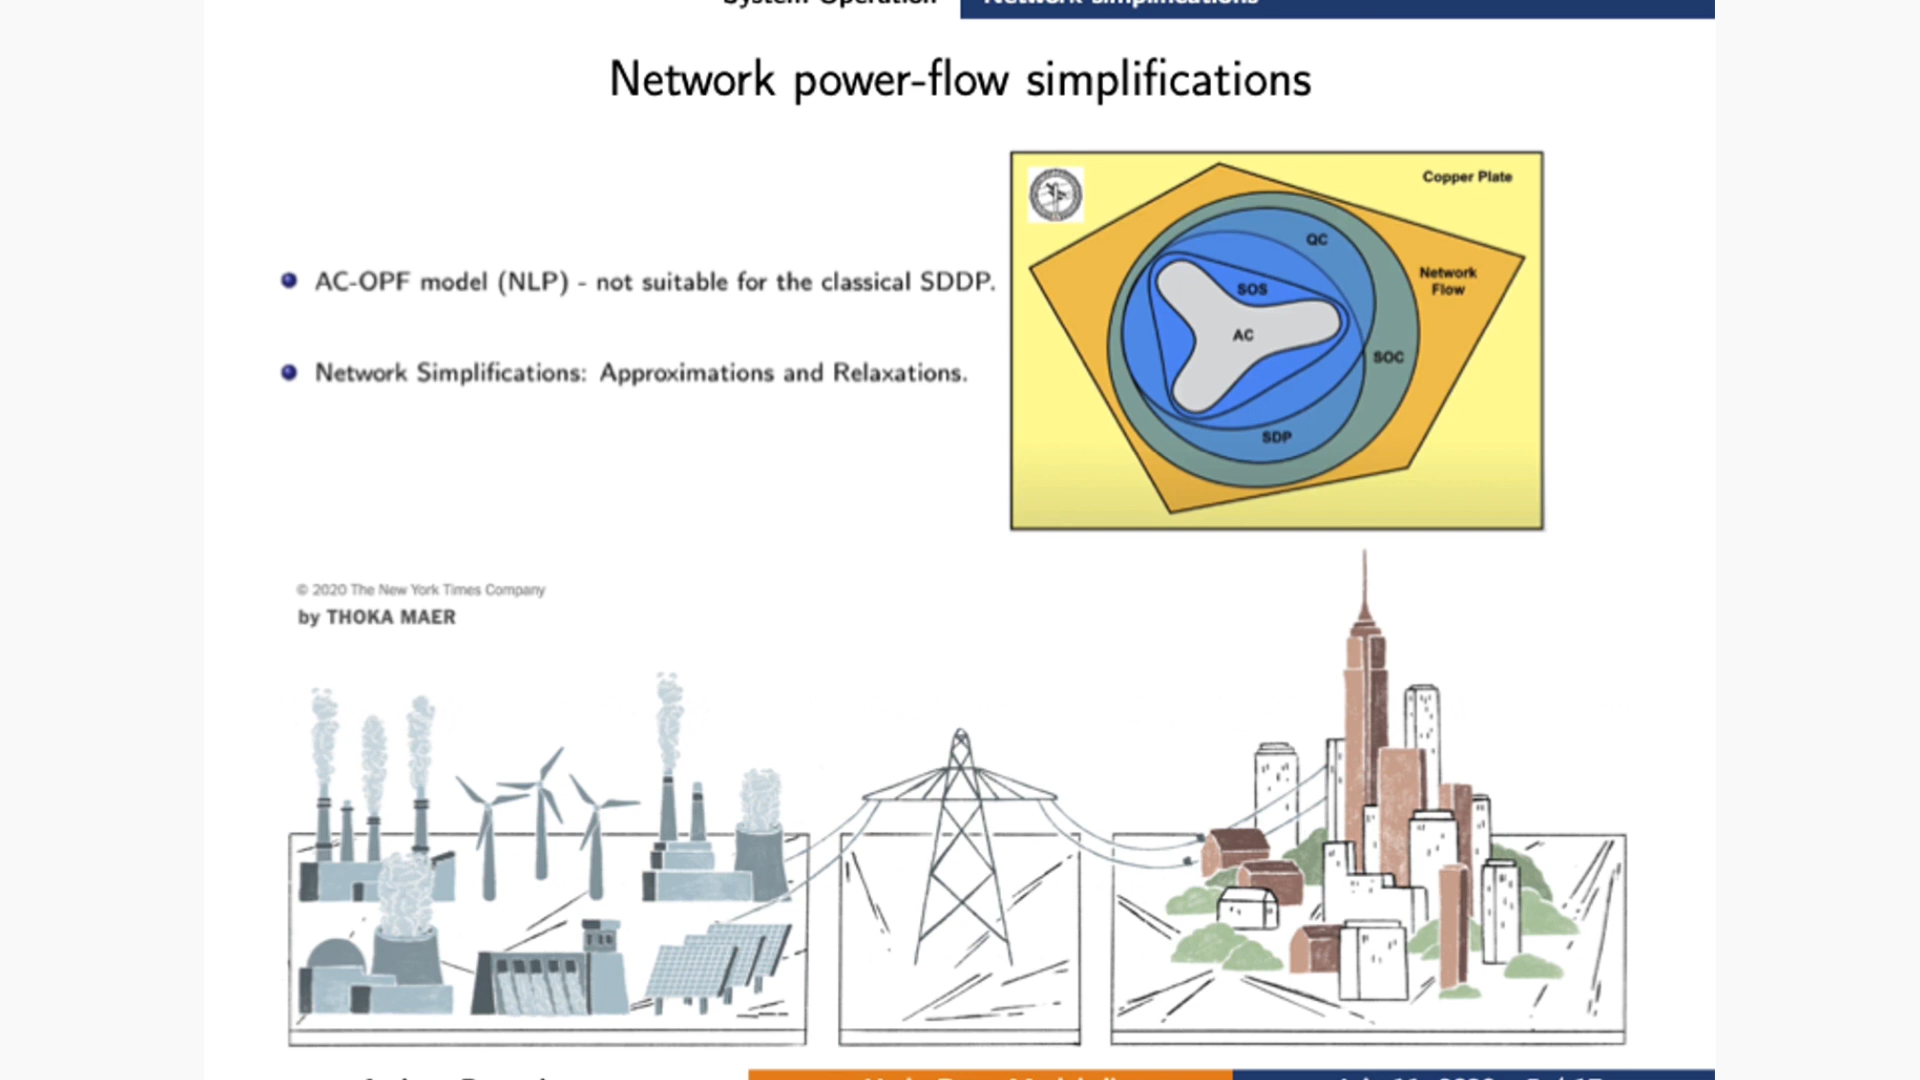 System Operation
Network simplifications
Network power-flow simplifications
Copper Plate
QC
Network
Flow
SOS
AC
SOC
SDP
• AC-OPF model (NLP) - not suitable for the classical SDDP.
• Network Simplifications: Approximations and Relaxations.
© 2020 The New York Times Company
by THOKA MAER